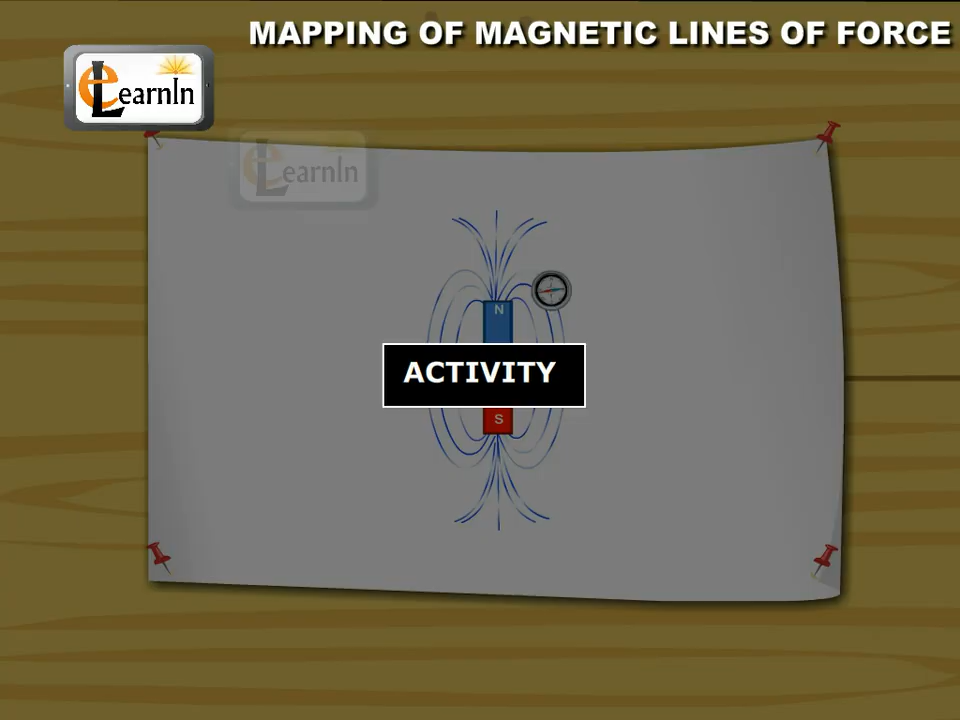 MAPPING OF MAGNETIC LINES OF FORCE
eLearnIn
eLearnIn
N
ACTIVITY
S